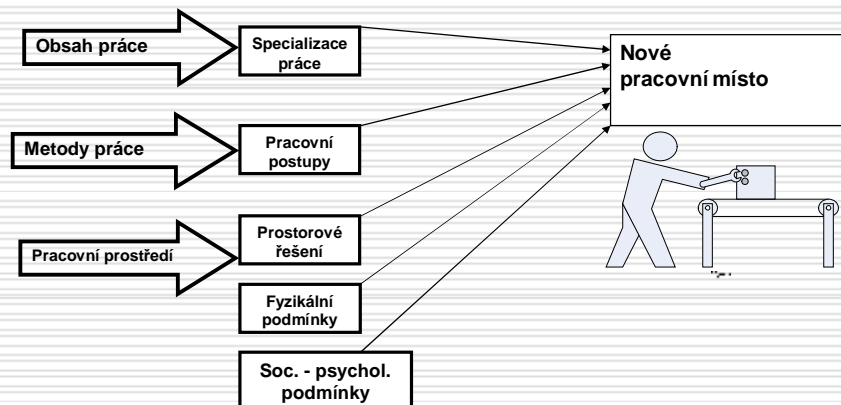 Obsah práce
Specializace
práce
Nové
pracovní místo
Metody práce
Pracovní
postupy
Pracovní prostředí
Prostorové
řešení
Fyzikální
podmínky
Soc. - psychol.
podmínky